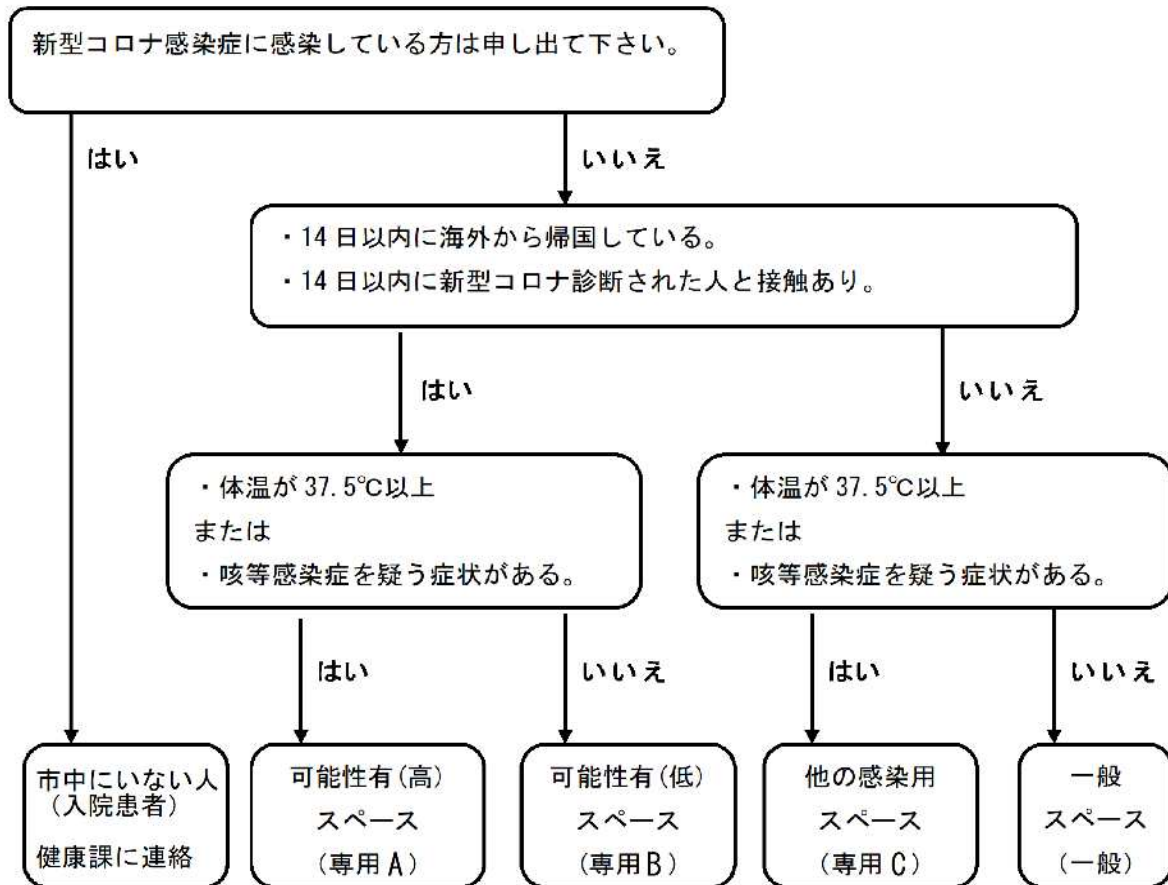 新型コロナ感染症に感染している方は申し出て下さい。
はい
いいえ
・14日以内に海外から帰国している。
・14日以内に新型コロナ診断された人と接触あり。
はい
いいえ
・体温が37.5℃以上
または
・咳等感染症を疑う症状がある。
・体温が37.5℃以上
または
・咳等感染症を疑う症状がある。
はい
いいえ
はい
いいえ
市中にいない人
(入院患者)
健康課に連絡
可能性有(高)
スペース
(専用A)
可能性有(低)
スペース
(専用B)
他の感染用
スペース
(専用C)
一般
スペース
(一般)